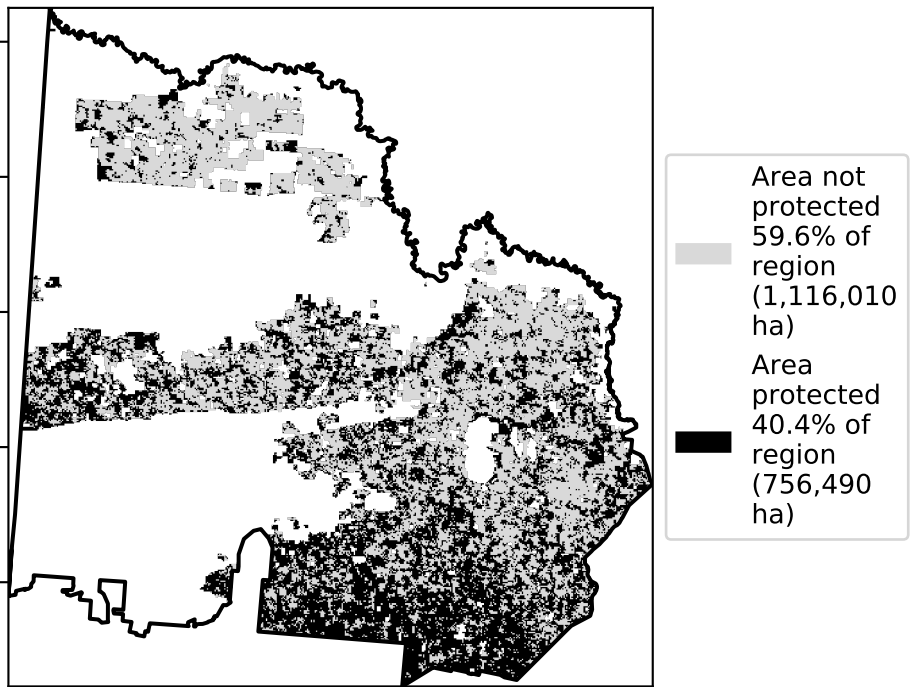 Area not
protected
59.6% of
region
(1,116,010
ha)
Area
protected
40.4% of
region
(756,490
ha)